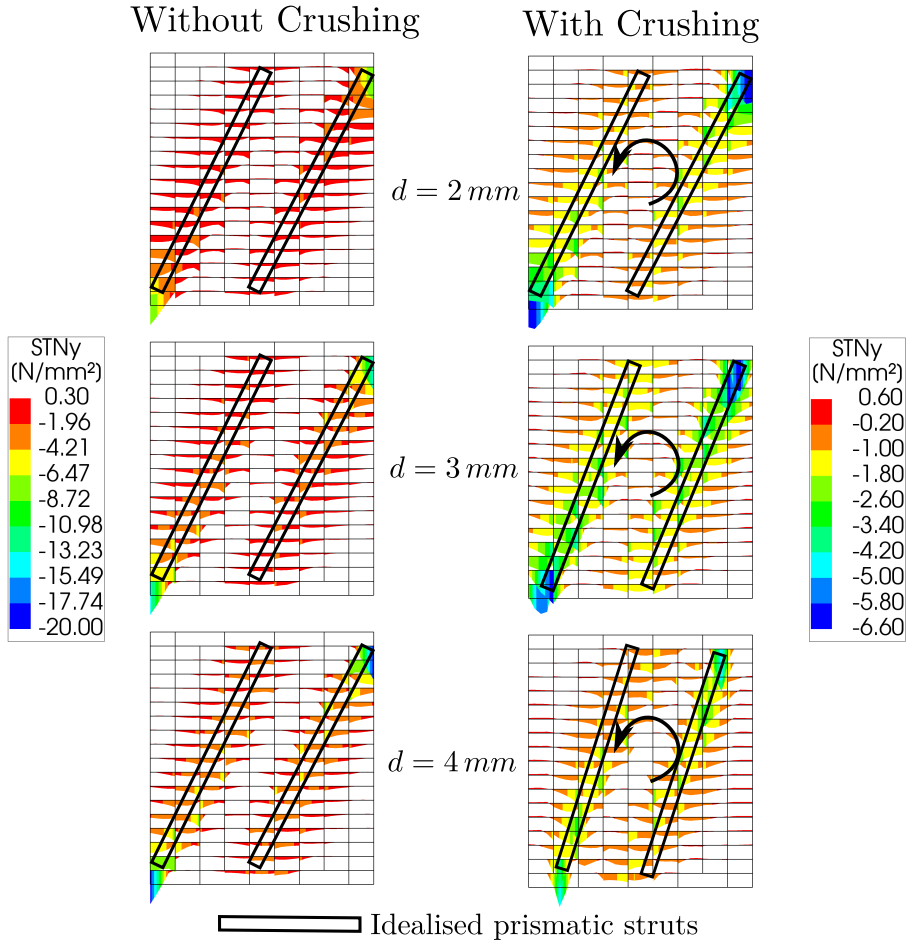 Without Crushing
With Crushing
d = 2 mm
STNy
(N/mm²)
0.30
-1.96
-4.21
-6.47
-8.72
-10.98
-13.23
-15.49
-17.74
-20.00
d = 3 mm
STNy
(N/mm²)
0.60
-0.20
-1.00
-1.80
-2.60
-3.40
-4.20
-5.00
-5.80
-6.60
d = 4 mm
Idealised prismatic struts